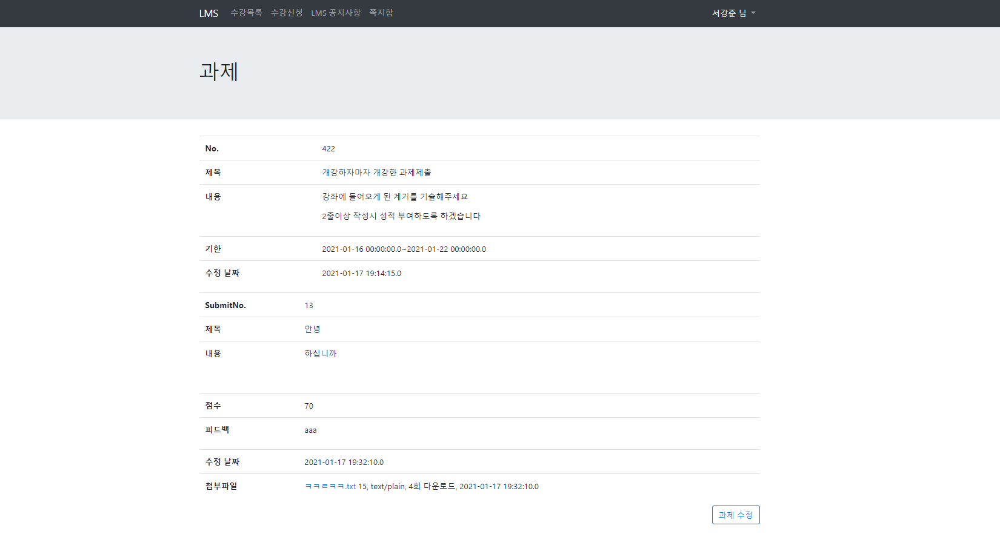 LMS 수강목록 수강신청 LMS 공지사항 쪽지함 서강준 님
과제
No. 422
제목 개강하자마자 개강한 과제제출
내용 강좌에 들어오게 된 계기를 기술해주세요
2줄이상 작성시 성적 부여하도록 하겠습니다
기한 2021-01-16 00:00:00.0~2021-01-22 00:00:00.0
수정 날짜 2021-01-17 19:14:15.0
SubmitNo. 13
제목 안녕
내용 하십니까
점수 70
피드백 aaa
수정 날짜 2021-01-17 19:32:10.0
첨부파일 ㅋㅋㄹㅋㅋ.txt 15, text/plain, 4회 다운로드, 2021-01-17 19:32:10.0
과제 수정